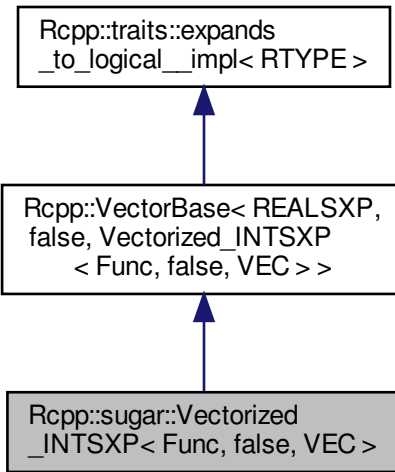 Rcpp::traits::expands
_to_logical__impl< RTYPE >
Rcpp::VectorBase< REALSXP,
false, Vectorized_INTSXP
< Func, false, VEC > >
Rcpp::sugar::Vectorized
_INTSXP< Func, false, VEC >